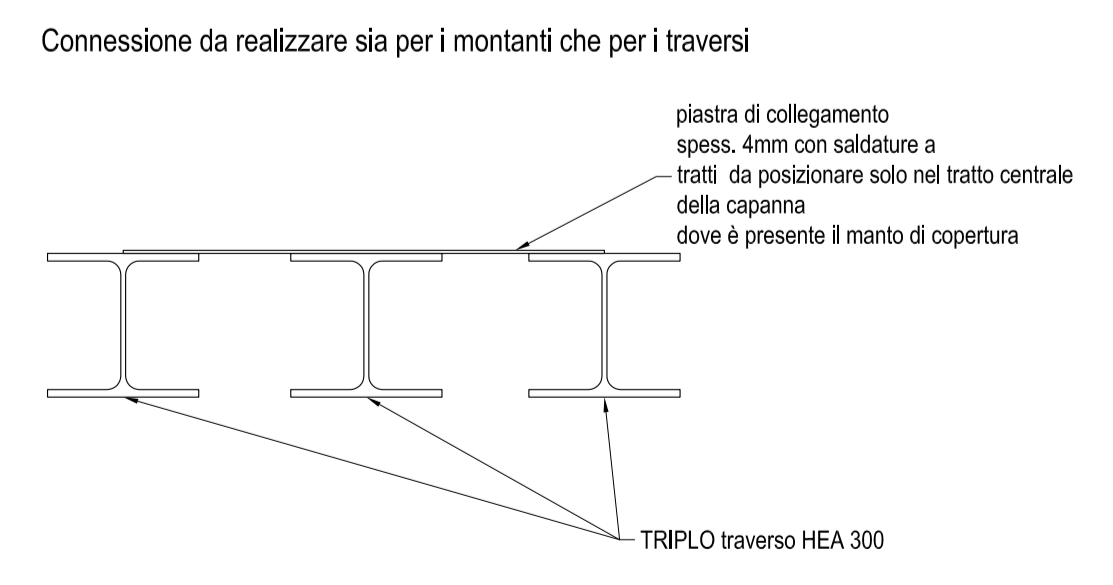 Connessione da realizzare sia per i montanti che per i traversi
piastra di collegamento
spess. 4mm con saldature a
tratti  da posizionare solo nel tratto centrale
della capanna
dove è presente il manto di copertura
TRIPLO traverso HEA 300